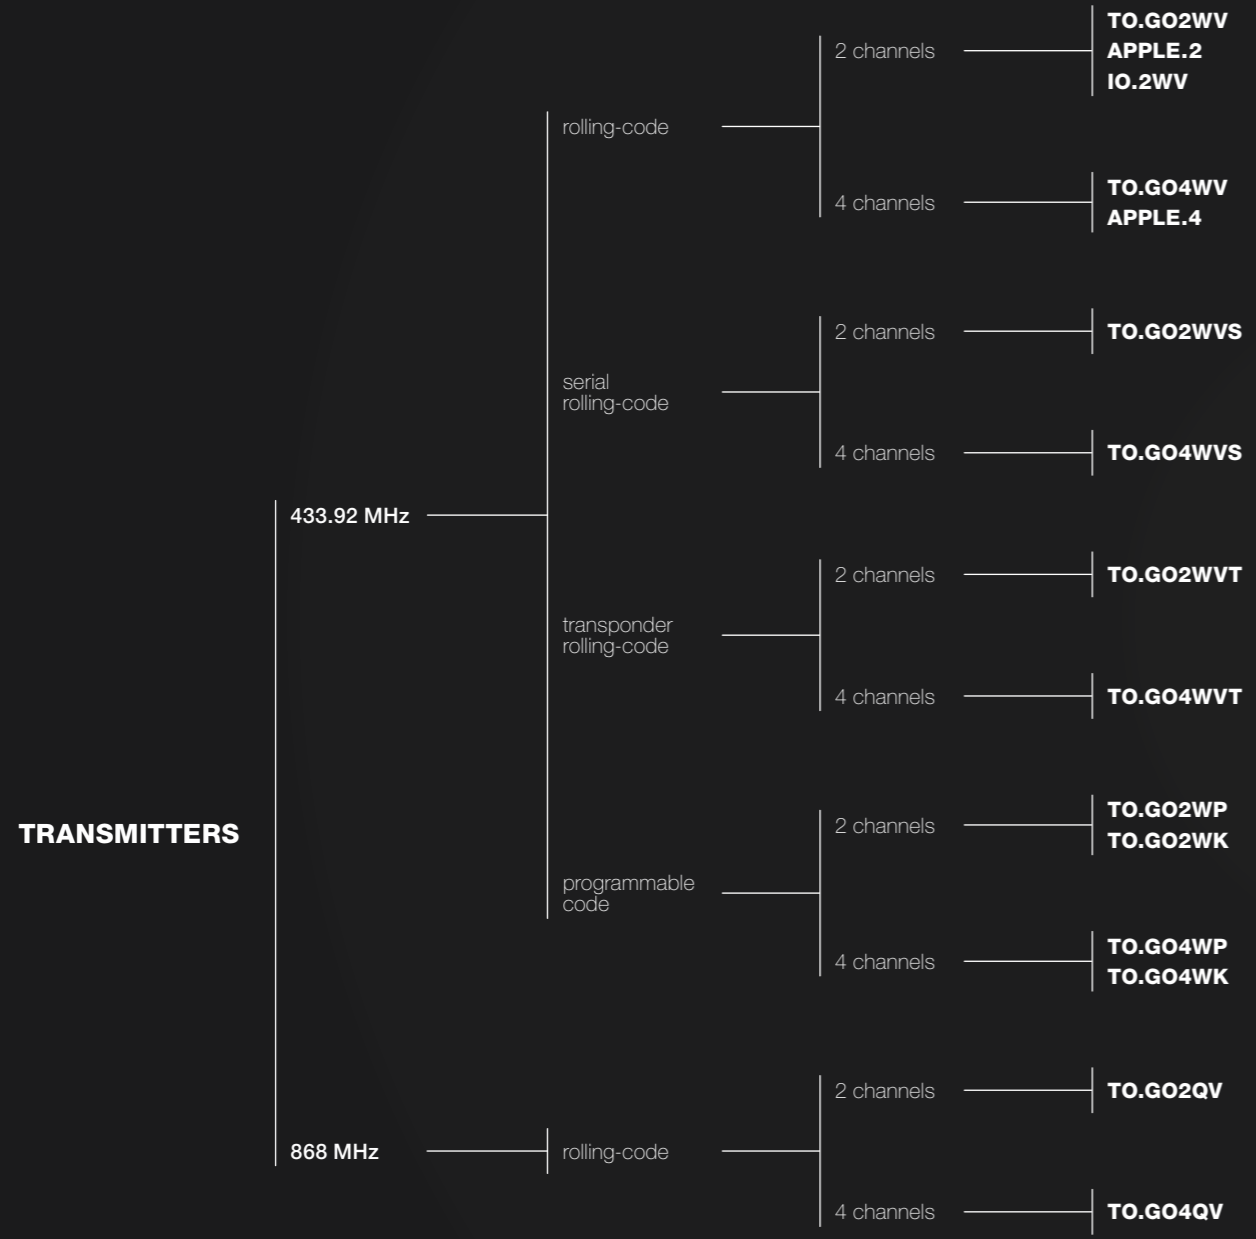 TRANSMITTERS
433.92 MHz
rolling-code
2 channels
TO.GO2WV
APPLE.2
IO.2WV
4 channels
TO.GO4WV
APPLE.4
serial
rolling-code
2 channels
TO.GO2WVS
4 channels
TO.GO4WVS
transponder
rolling-code
2 channels
TO.GO2WVT
4 channels
TO.GO4WVT
programmable
code
2 channels
TO.GO2WP
TO.GO2WK
4 channels
TO.GO4WP
TO.GO4WK
868 MHz
rolling-code
2 channels
TO.GO2QV
4 channels
TO.GO4QV